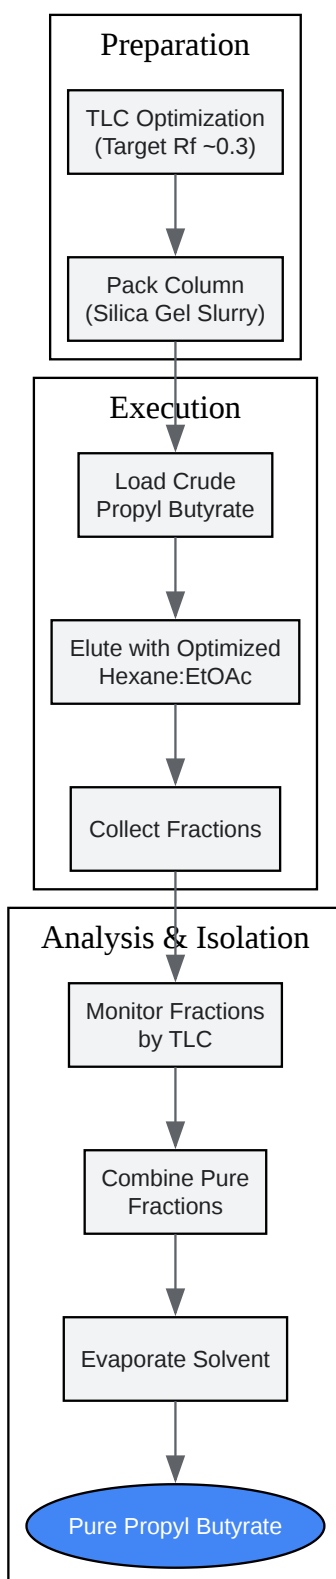 Preparation
TLC Optimization
(Target Rf ~0.3)
Pack Column
(Silica Gel Slurry)
Execution
Load Crude
Propyl Butyrate
Elute with Optimized
Hexane:EtOAc
Collect Fractions
Analysis & Isolation
Monitor Fractions
by TLC
Combine Pure
Fractions
Evaporate Solvent
Pure Propyl Butyrate